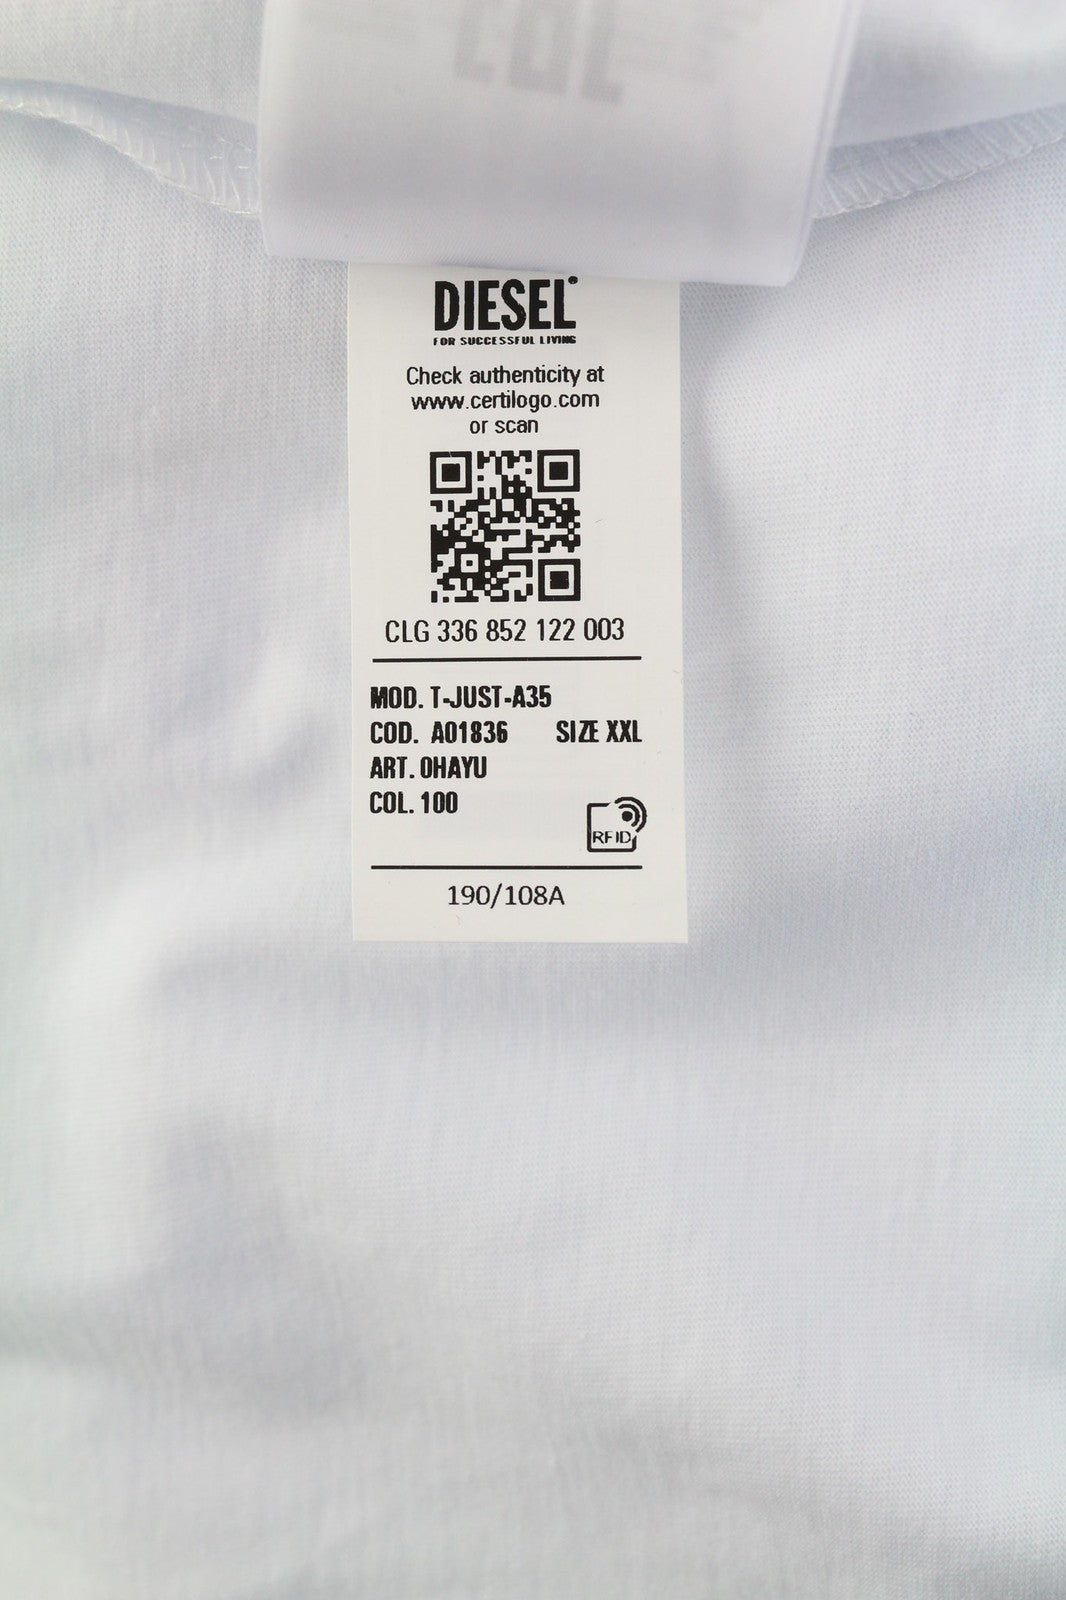 DIESEL
FOR SUCCESSFUL LIVING
Check authenticity at
www.certilogo.com
or scan
CLG 336 852 122 003
MOD. T-JUST-A35
COD. A01836 SIZE XXL
ART. 0HAYU
COL. 100
RFID
190/108A